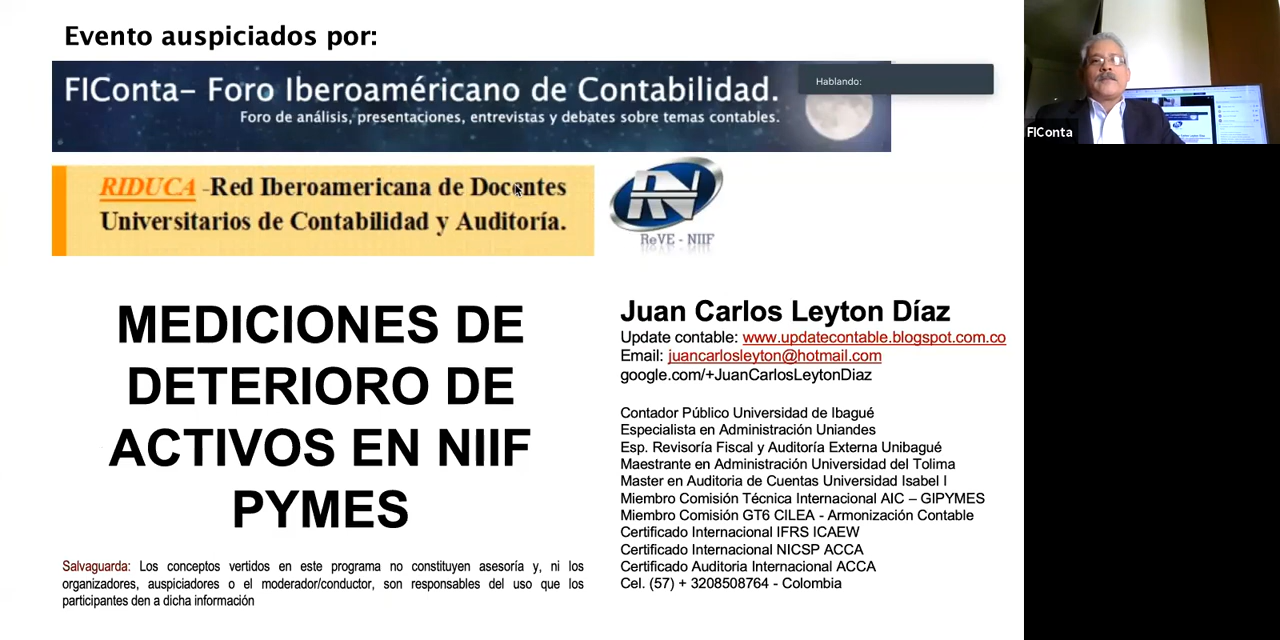 Evento auspiciados por:
FIConta– Foro Iberoaméricano de Contabilidad.
Foro de análisis, presentaciones, entrevistas y debates sobre temas contables.
Hablando:
FIConta
RIDUCA -Red Iberoamericana de Docentes
Universitarios de Contabilidad y Auditoría.
RN
ReVE - NIIF
MEDICIONES DE
DETERIORO DE
ACTIVOS EN NIIF
PYMES
Salvaguarda: Los conceptos vertidos en este programa no constituyen asesoría y, ni los
organizadores, auspiciadores o el moderador/conductor, son responsables del uso que los
participantes den a dicha información
Juan Carlos Leyton Díaz
Update contable: www.updatecontable.blogspot.com.co
Email: juancarlosleyton@hotmail.com
google.com/+JuanCarlosLeytonDiaz
Contador Público Universidad de Ibagué
Especialista en Administración Uniandes
Esp. Revisoría Fiscal y Auditoría Externa Unibagué
Maestrante en Administración Universidad del Tolima
Master en Auditoria de Cuentas Universidad Isabel I
Miembro Comisión Técnica Internacional AIC – GIPYMES
Miembro Comisión GT6 CILEA - Armonización Contable
Certificado Internacional IFRS ICAEW
Certificado Internacional NICSP ACCA
Certificado Auditoria Internacional ACCA
Cel. (57) + 3208508764 - Colombia